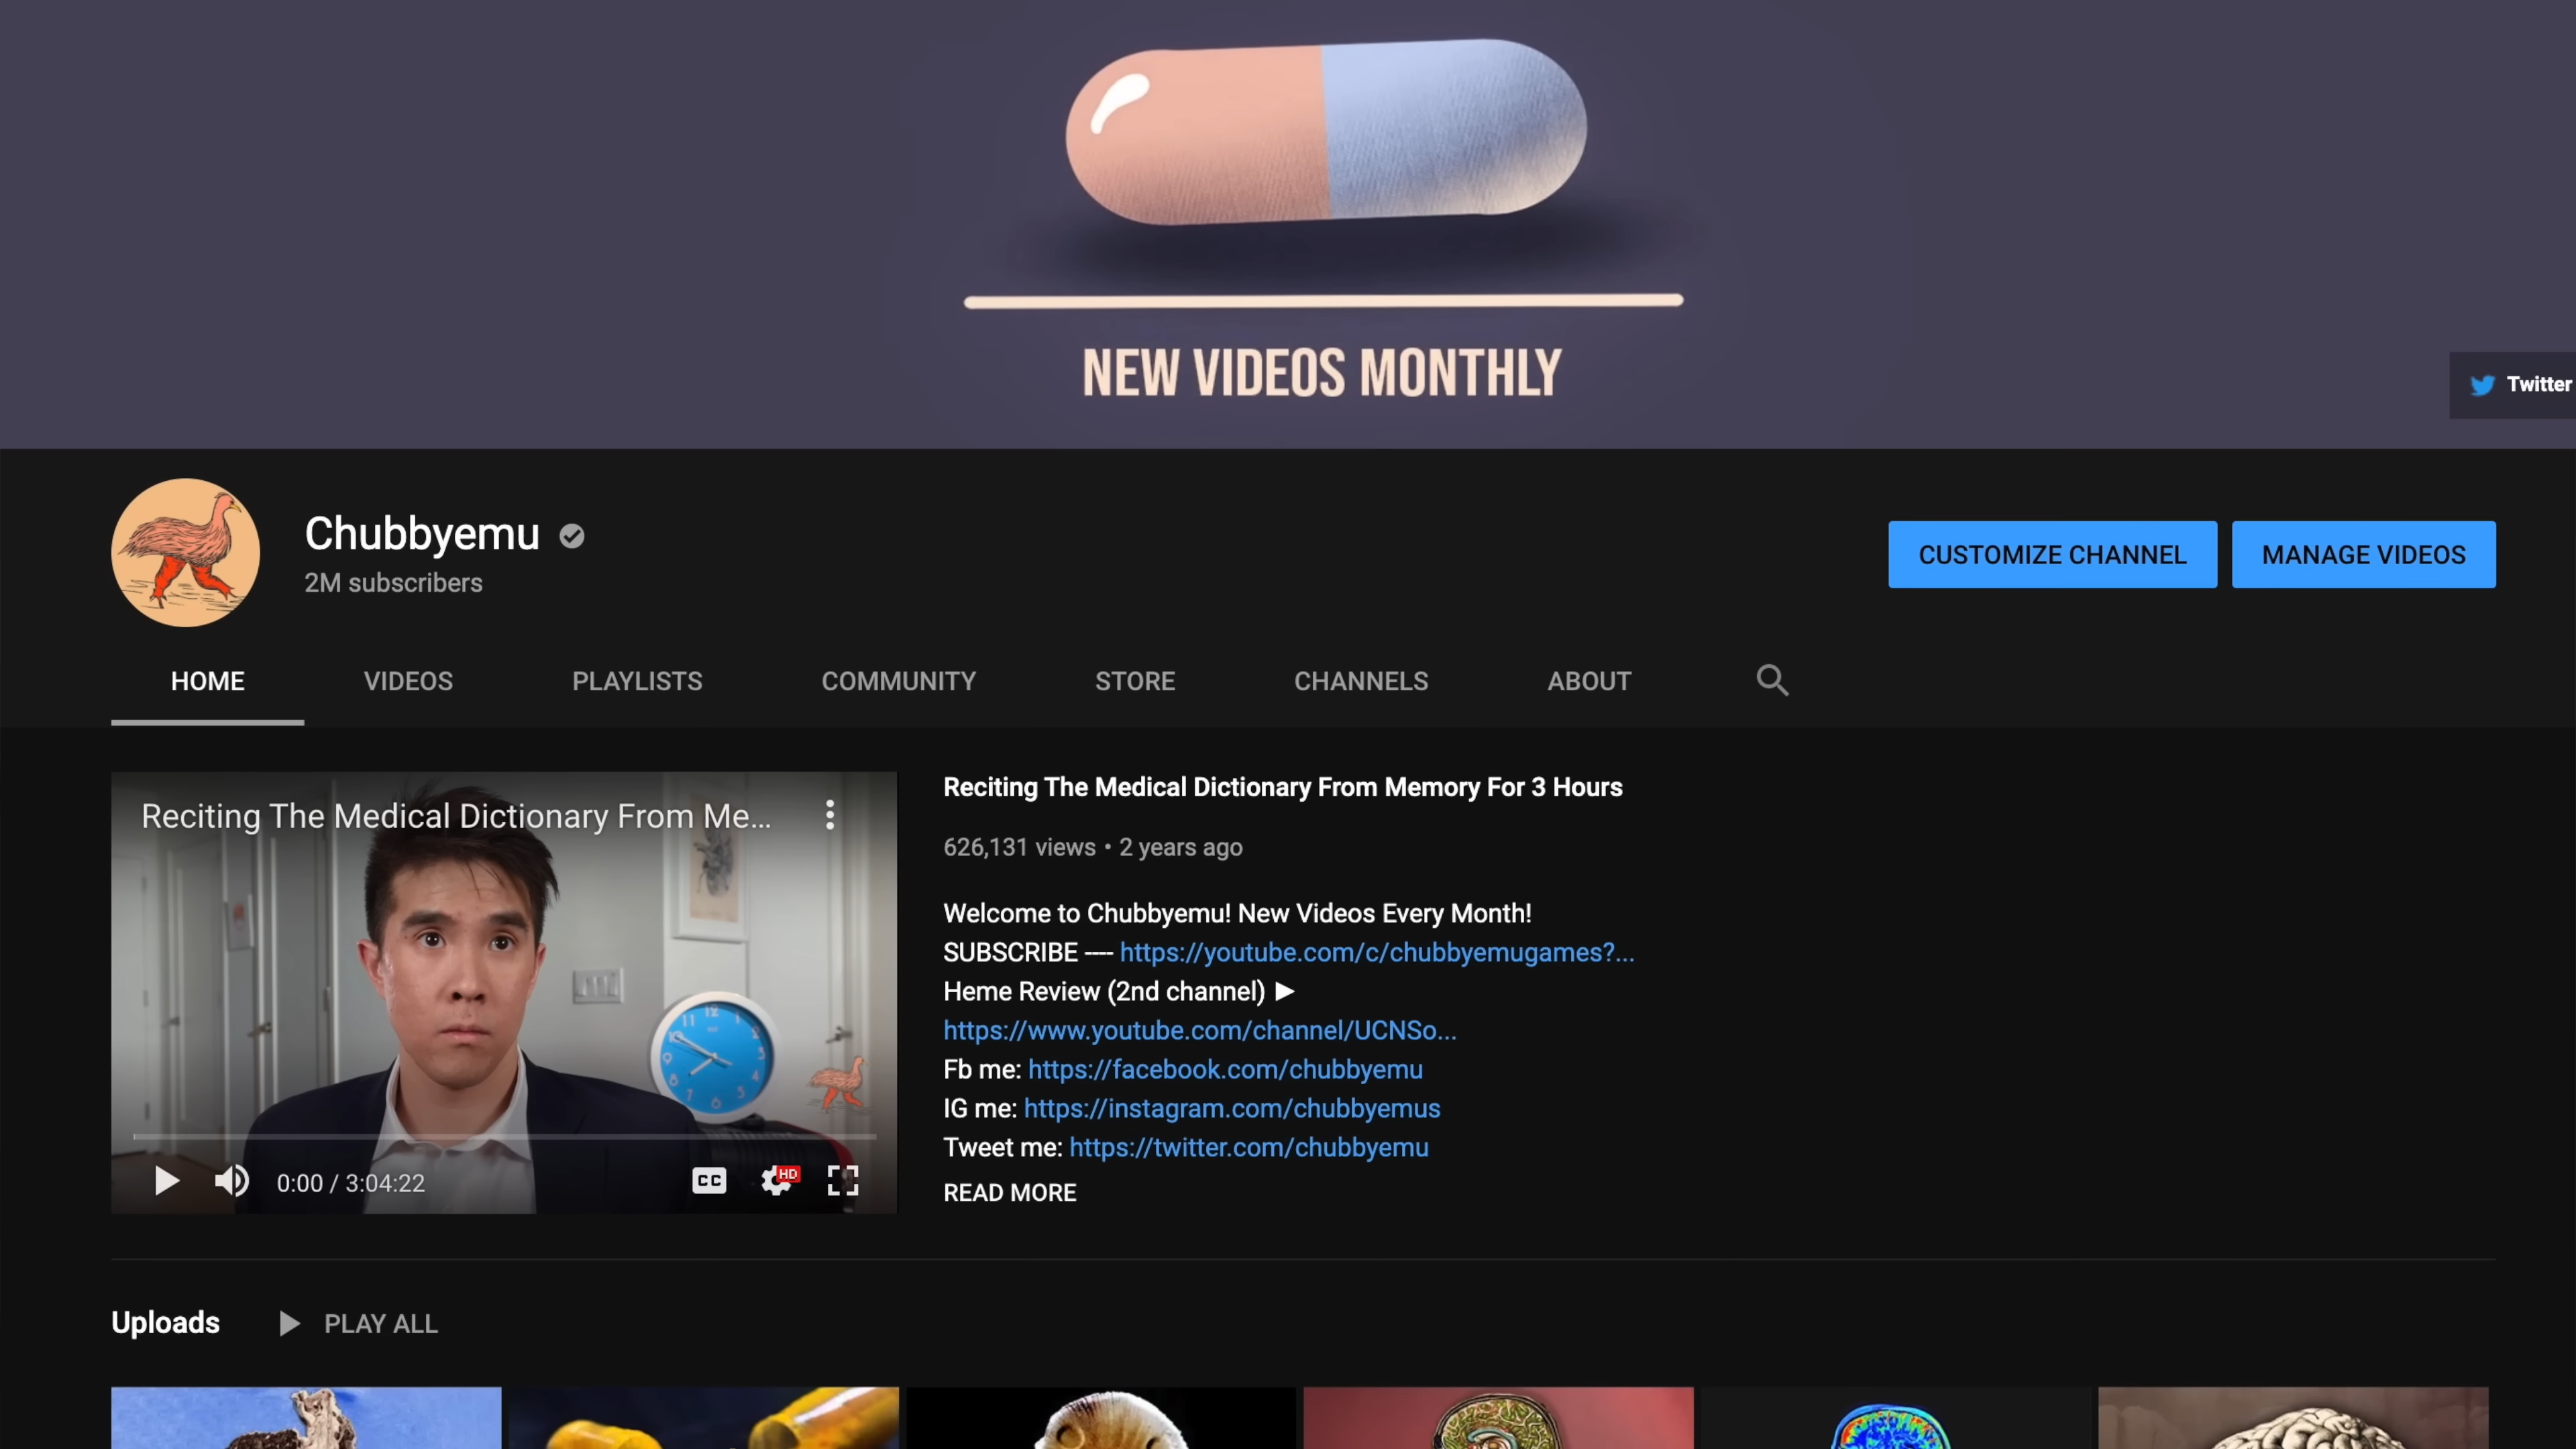 NEW VIDEOS MONTHLY
Twitter
Chubbyemu
2M subscribers
CUSTOMIZE CHANNEL
MANAGE VIDEOS
HOME
VIDEOS
PLAYLISTS
COMMUNITY
STORE
CHANNELS
ABOUT
Reciting The Medical Dictionary From Me...
0:00 / 3:04:22
CC
HD
Reciting The Medical Dictionary From Memory For 3 Hours
626,131 views • 2 years ago
Welcome to Chubbyemu! New Videos Every Month!
SUBSCRIBE ---- https://youtube.com/c/chubbyemugames?...
Heme Review (2nd channel) ►
https://www.youtube.com/channel/UCNSo...
Fb me: https://facebook.com/chubbyemu
IG me: https://instagram.com/chubbyemus
Tweet me: https://twitter.com/chubbyemu
READ MORE
Uploads
PLAY ALL